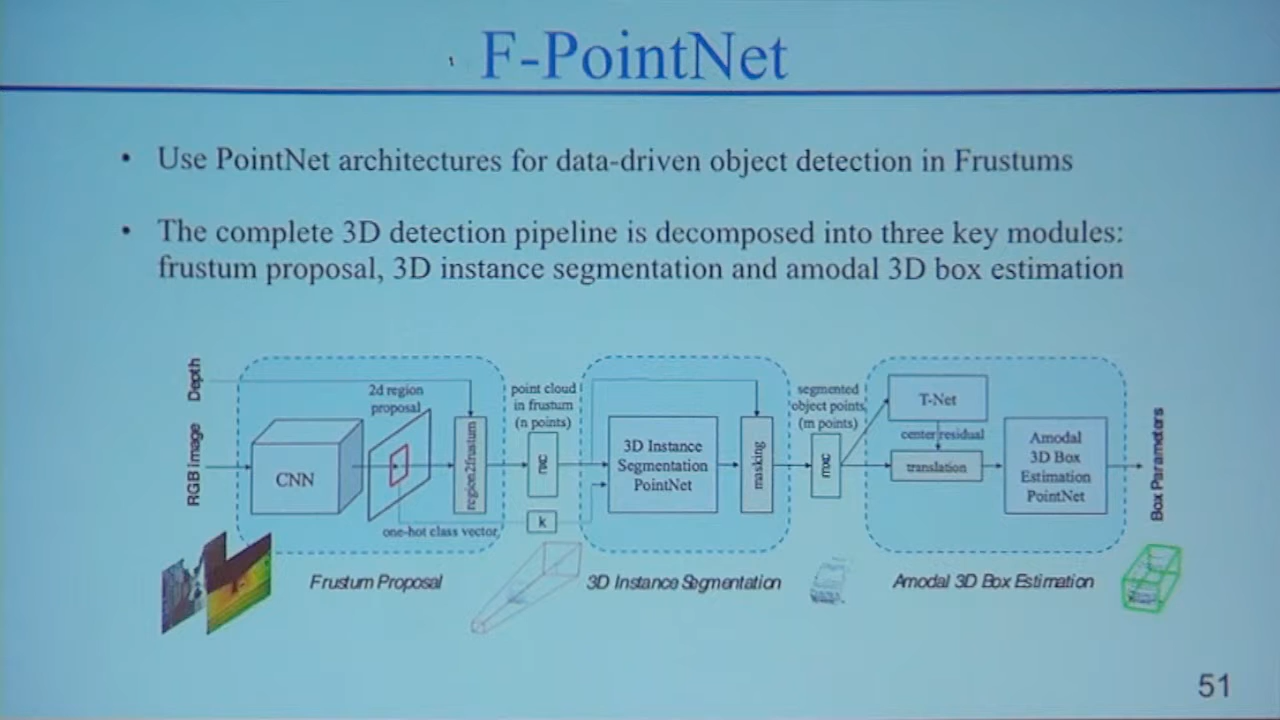 F-PointNet
• Use PointNet architectures for data-driven object detection in Frustums
• The complete 3D detection pipeline is decomposed into three key modules:
frustum proposal, 3D instance segmentation and amodal 3D box estimation
Depth
RGB image
CNN
2d region
proposal
region2frustum
one-hot class vector
Frustum Proposal
point cloud
in frustum
(n points)
nxc
k
3D Instance
Segmentation
PointNet
masking
3D Instance Segmentation
segmented
object points
(m points)
mxc
T-Net
center residual
translation
Amodal
3D Box
Estimation
PointNet
Amodal 3D Box Estimation
Box Parameters
51